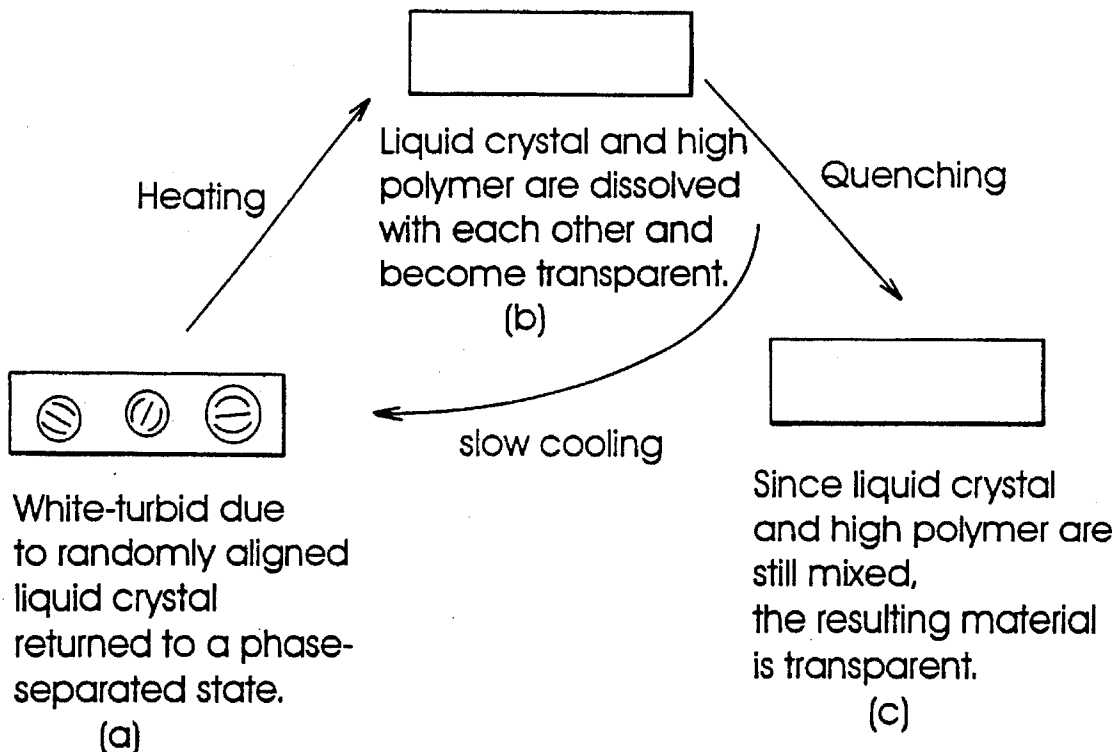 Liquid crystal and high
polymer are dissolved
with each other and
become transparent.
(b)
Heating
Quenching
slow cooling
White-turbid due
to randomly aligned
liquid crystal
returned to a phase-
separated state.
(a)
Since liquid crystal
and high polymer are
still mixed,
the resulting material
is transparent.
(c)